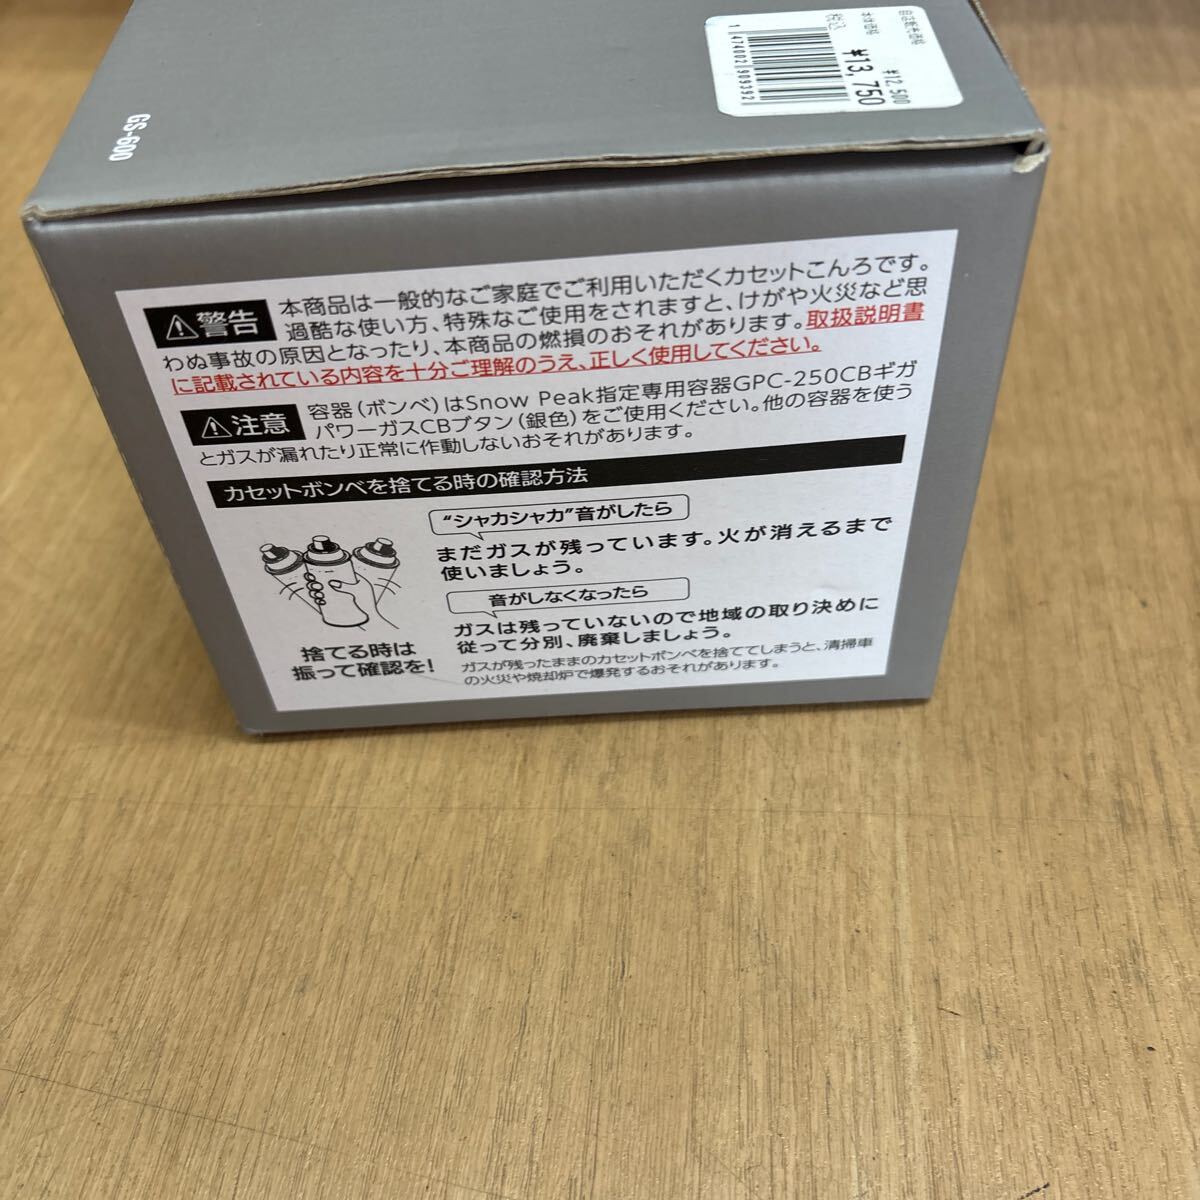 GS-600
自店販売価格
¥12,500
本体価格
¥13,750
税込
1474002909392
警告
本商品は一般的なご家庭でご利用いただくカセットこんろです。
過酷な使い方、特殊なご使用をされますと、けがや火災など思
わぬ事故の原因となったり、本商品の燃損のおそれがあります。取扱説明書
に記載されている内容を十分ご理解のうえ、正しく使用してください。
注意
容器（ボンベ）はSnow Peak指定専用容器GPC-250CBギガ
パワーガスCBブタン（銀色）をご使用ください。他の容器を使う
とガスが漏れたり正常に作動しないおそれがあります。
カセットボンベを捨てる時の確認方法
“シャカシャカ”音がしたら
まだガスが残っています。火が消えるまで
使いましょう。
音がしなくなったら
ガスは残っていないので地域の取り決めに
従って分別、廃棄しましょう。
ガスが残ったままのカセットボンベを捨ててしまうと、清掃車
の火災や焼却炉で爆発するおそれがあります。
捨てる時は
振って確認を!